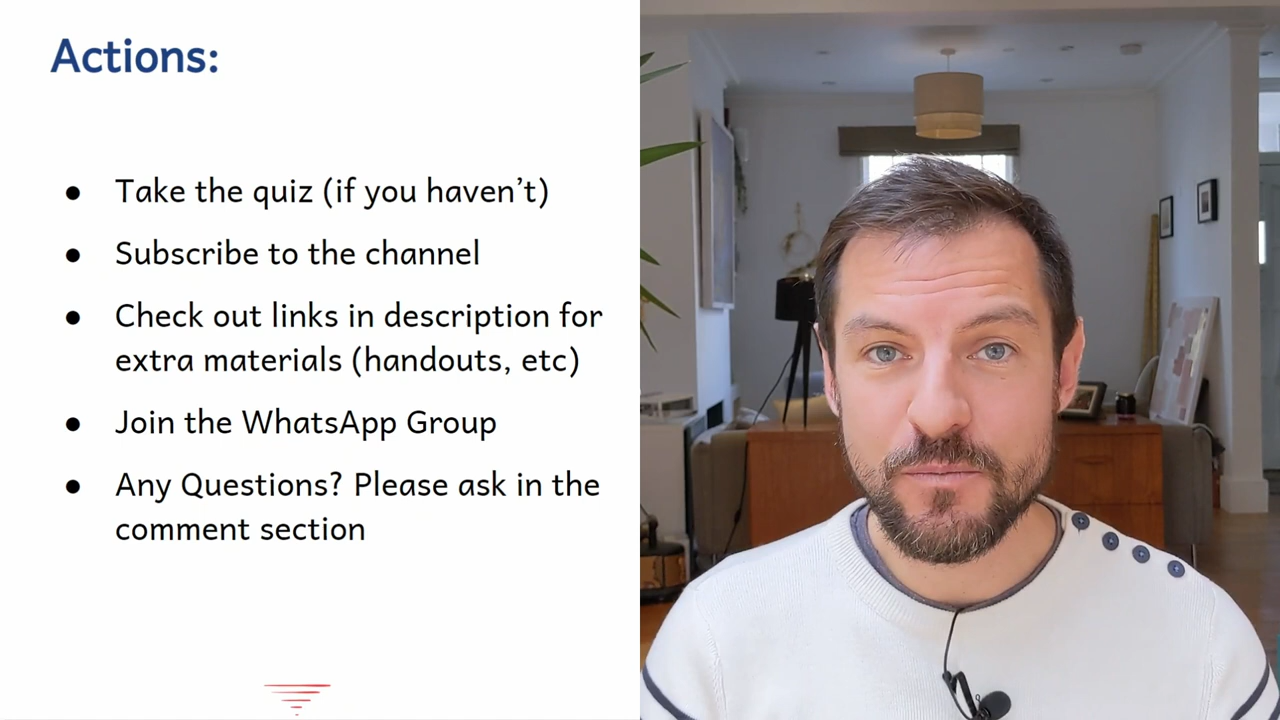 Actions:
● Take the quiz (if you haven’t)
● Subscribe to the channel
● Check out links in description for
extra materials (handouts, etc)
● Join the WhatsApp Group
● Any Questions? Please ask in the
comment section